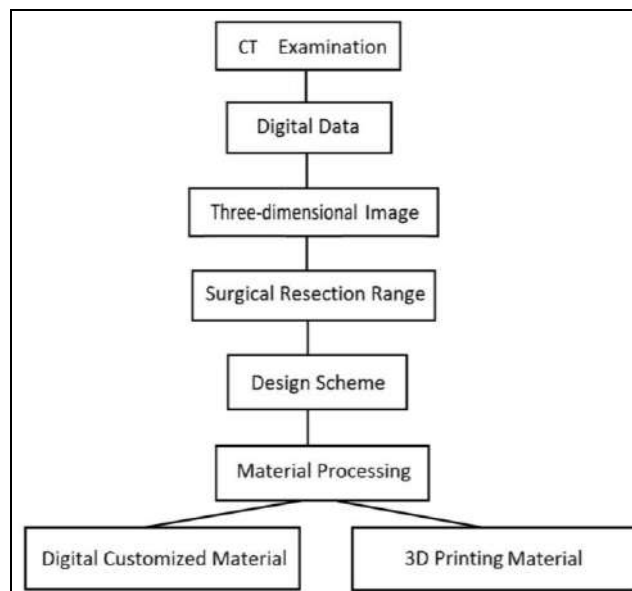 CT Examination
Digital Data
Three-dimensional Image
Surgical Resection Range
Design Scheme
Material Processing
Digital Customized Material
3D Printing Material